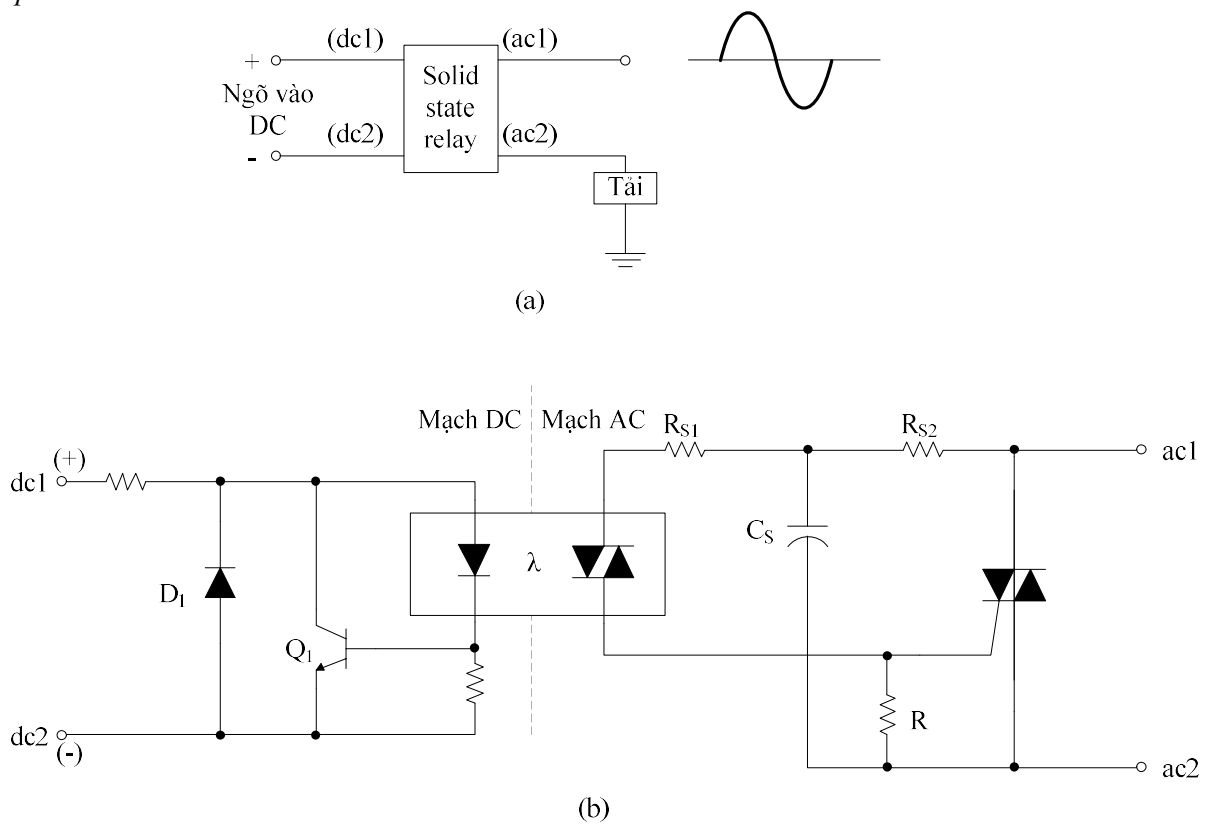 (dc1)
(ac1)
+
Ngõ vào
DC
Solid
state
relay
(dc2)
(ac2)
-
Tải
(a)
Mạch DC
Mạch AC
RS1
RS2
dc1
(+)
ac1
CS
λ
D1
Q1
R
dc2
(-)
ac2
(b)